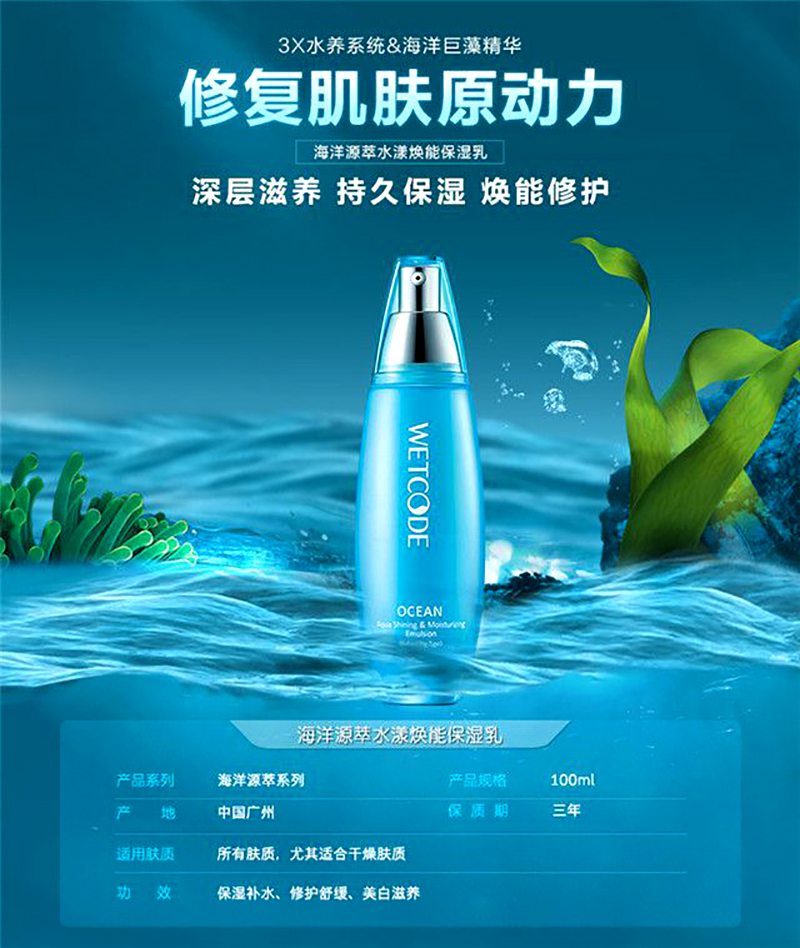 3X水养系统&海洋巨藻精华
修复肌肤原动力
海洋源萃水漾焕能保湿乳
深层滋养 持久保湿 焕能修护
WETCODE
OCEAN
Aqua Shining & Moisturizing
Emulsion
海洋源萃水漾焕能保湿乳
产品系列 海洋源萃系列 产品规格 100ml
产 地 中国广州 保 质 期 三年
适用肤质 所有肤质，尤其适合干燥肤质
功 效 保湿补水、修护舒缓、美白滋养